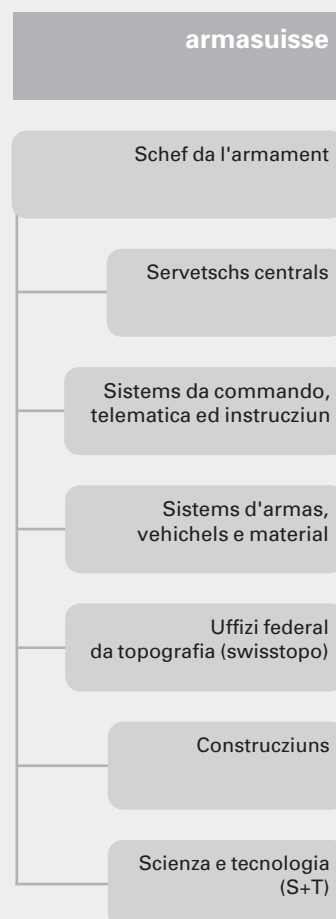 armasuisse
Schef da l'armament
Servetschs centrals
Sistems da commando,
telematica ed instrucziun
Sistems d'armas,
vehichels e material
Uffizi federal
da topografia (swisstopo)
Construcziuns
Scienza e tecnologia
(S+T)